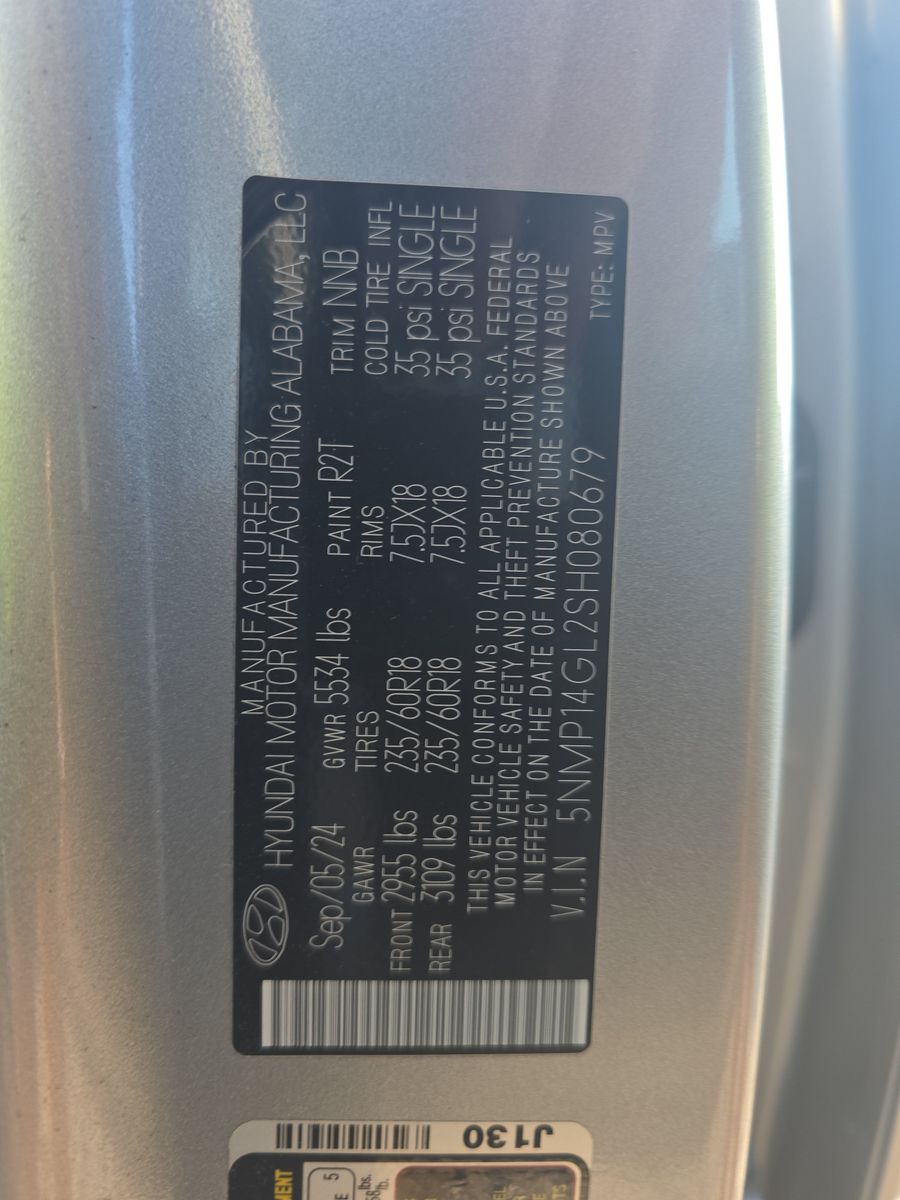 MANUFACTURED BY
HYUNDAI MOTOR MANUFACTURING ALABAMA, LLC
Sep/05/24 GVWR 5534 lbs PAINT R2T TRIM NNB
GAWR TIRES RIMS COLD TIRE INFL
FRONT 2955 lbs 235/60R18 7.5JX18 35 psi SINGLE
REAR 3109 lbs 235/60R18 7.5JX18 35 psi SINGLE
THIS VEHICLE CONFORMS TO ALL APPLICABLE U.S.A. FEDERAL
MOTOR VEHICLE SAFETY AND THEFT PREVENTION STANDARDS
IN EFFECT ON THE DATE OF MANUFACTURE SHOWN ABOVE
V.I.N 5NMP14GL2SH080679 TYPE: MPV
J130
5
lbs.